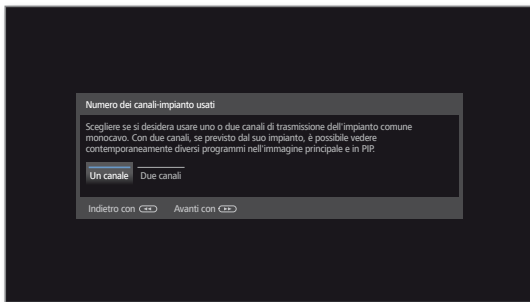 Numero dei canali-impianto usati
Scegliere se si desidera usare uno o due canali di trasmissione dell'impianto comune
monocavo. Con due canali, se previsto dal suo impianto, è possibile vedere
contemporaneamente diversi programmi nell'immagine principale e in PIP.
Un canale Due canali
Indietro con Avanti con